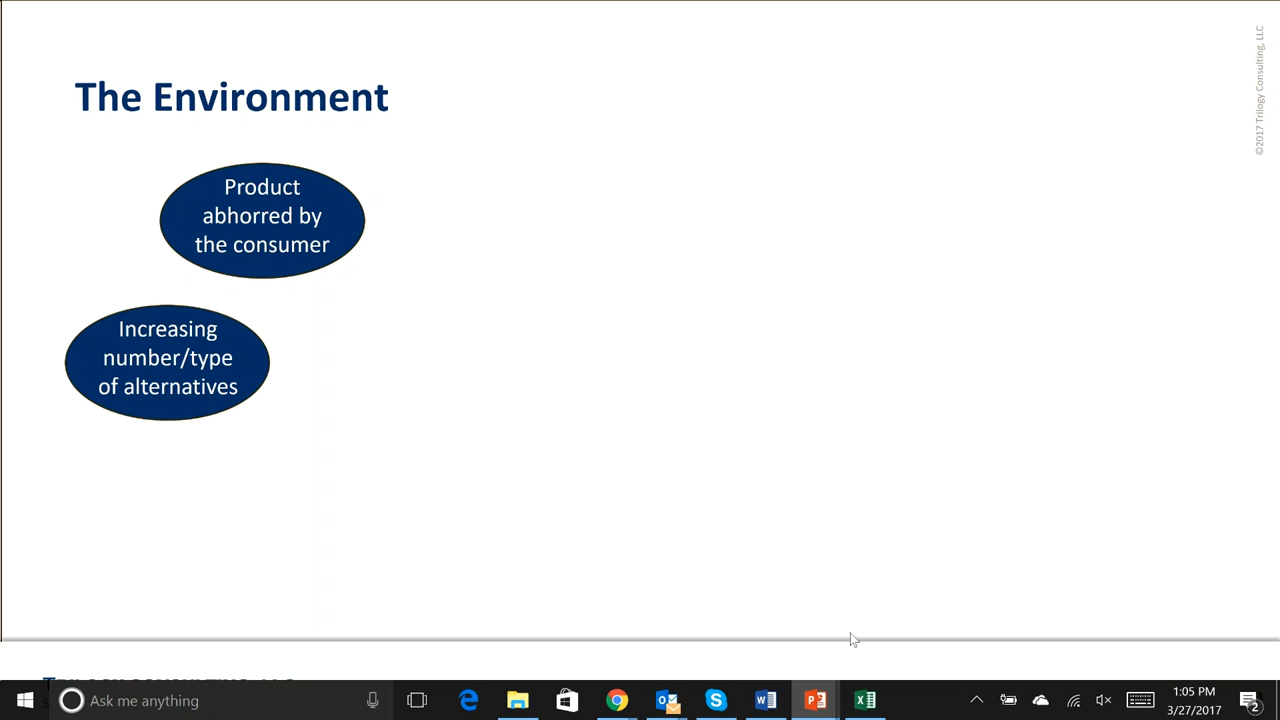 ©2017 Trilogy Consulting, LLC
The Environment
Product
abhorred by
the consumer
Increasing
number/type
of alternatives
Ask me anything
1:05 PM
3/27/2017
2